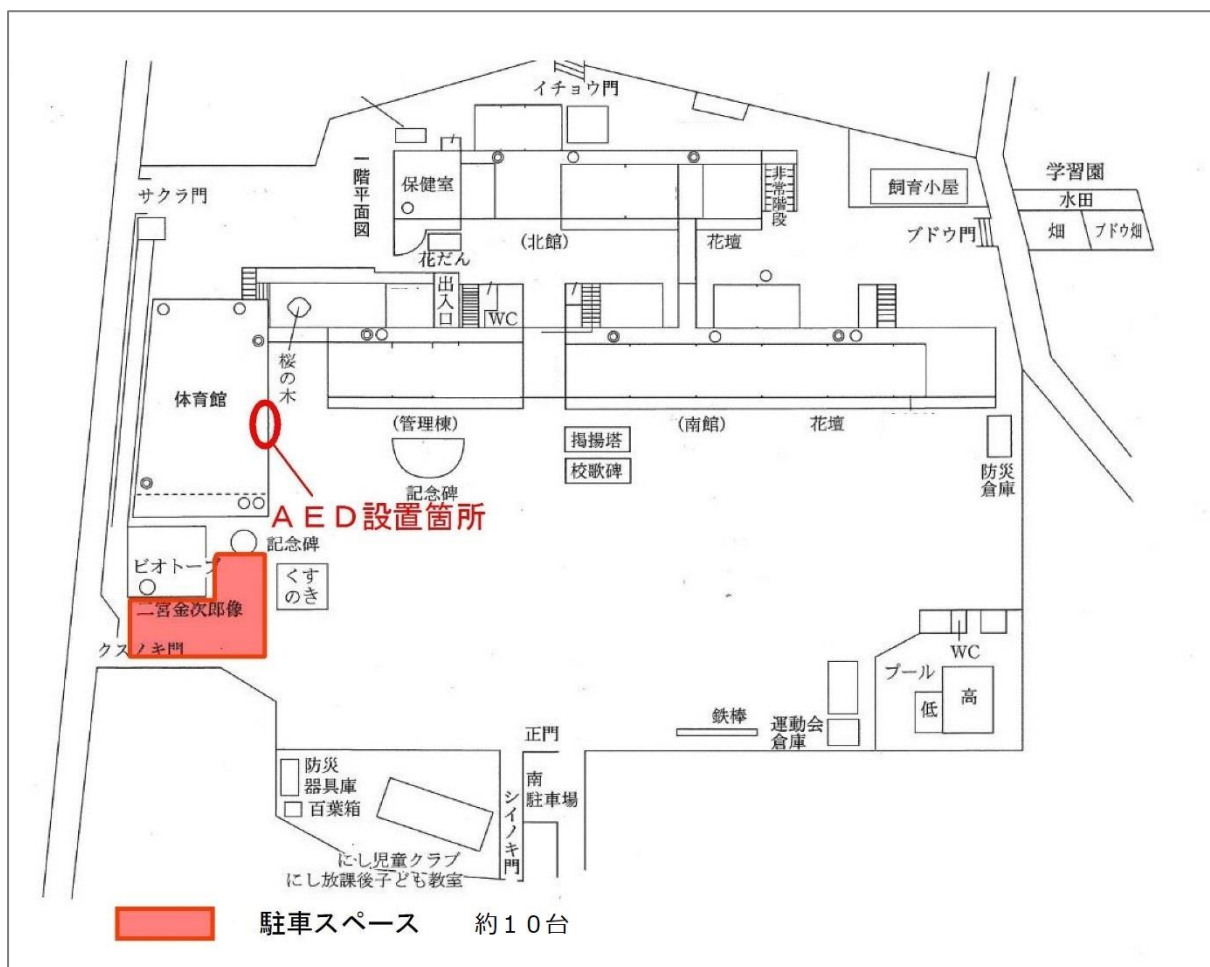 イチョウ門
一階平面図
保健室
非常階段
飼育小屋
学習園
水田
畑
ブドウ畑
サクラ門
ブドウ門
(北館)
花壇
花だん
出入口
WC
桜の木
体育館
(管理棟)
(南館)
花壇
掲揚塔
校歌碑
防災
倉庫
記念碑
AED設置箇所
記念碑
ビオトープ
くす
のき
二宮金次郎像
クスノキ門
WC
プール
高
低
鉄棒
運動会
倉庫
正門
南
駐車場
シイノキ門
防災
器具庫
百葉箱
にし児童クラブ
にし放課後子ども教室
駐車スペース 約10台